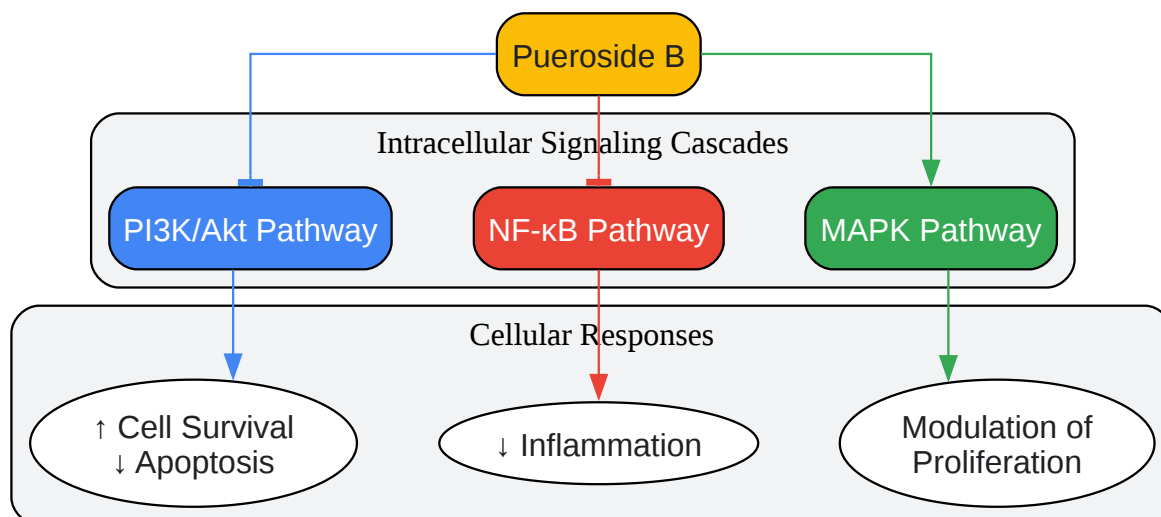 Pueroside B
Intracellular Signaling Cascades
PI3K/Akt Pathway
NF-κB Pathway
MAPK Pathway
Cellular Responses
↑ Cell Survival
↓ Apoptosis
↓ Inflammation
Modulation of
Proliferation